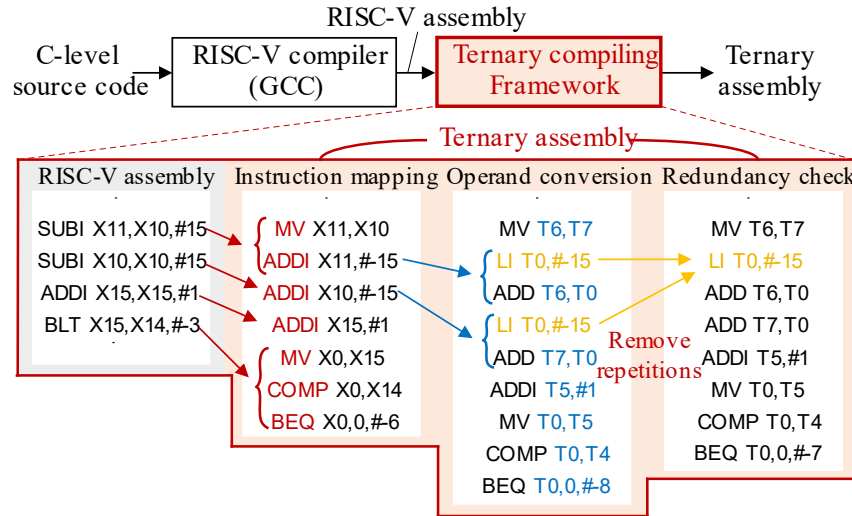 RISC-V assembly
C-level
source code
RISC-V compiler
(GCC)
Ternary compiling
Framework
Ternary
assembly
Ternary assembly
RISC-V assembly
.
SUBI X11,X10,#15
SUBI X10,X10,#15
ADDI X15,X15,#1
BLT X15,X14,#-3
.
Instruction mapping
.
MV X11,X10
ADDI X11,#-15
ADDI X10,#-15
ADDI X15,#1
MV X0,X15
COMP X0,X14
BEQ X0,0,#-6
Operand conversion
.
MV T6,T7
LI T0,#-15
ADD T6,T0
LI T0,#-15
ADD T7,T0
ADDI T5,#1
MV T0,T5
COMP T0,T4
BEQ T0,0,#-8
Remove
repetitions
Redundancy check
.
MV T6,T7
LI T0,#-15
ADD T6,T0
ADD T7,T0
ADDI T5,#1
MV T0,T5
COMP T0,T4
BEQ T0,0,#-7